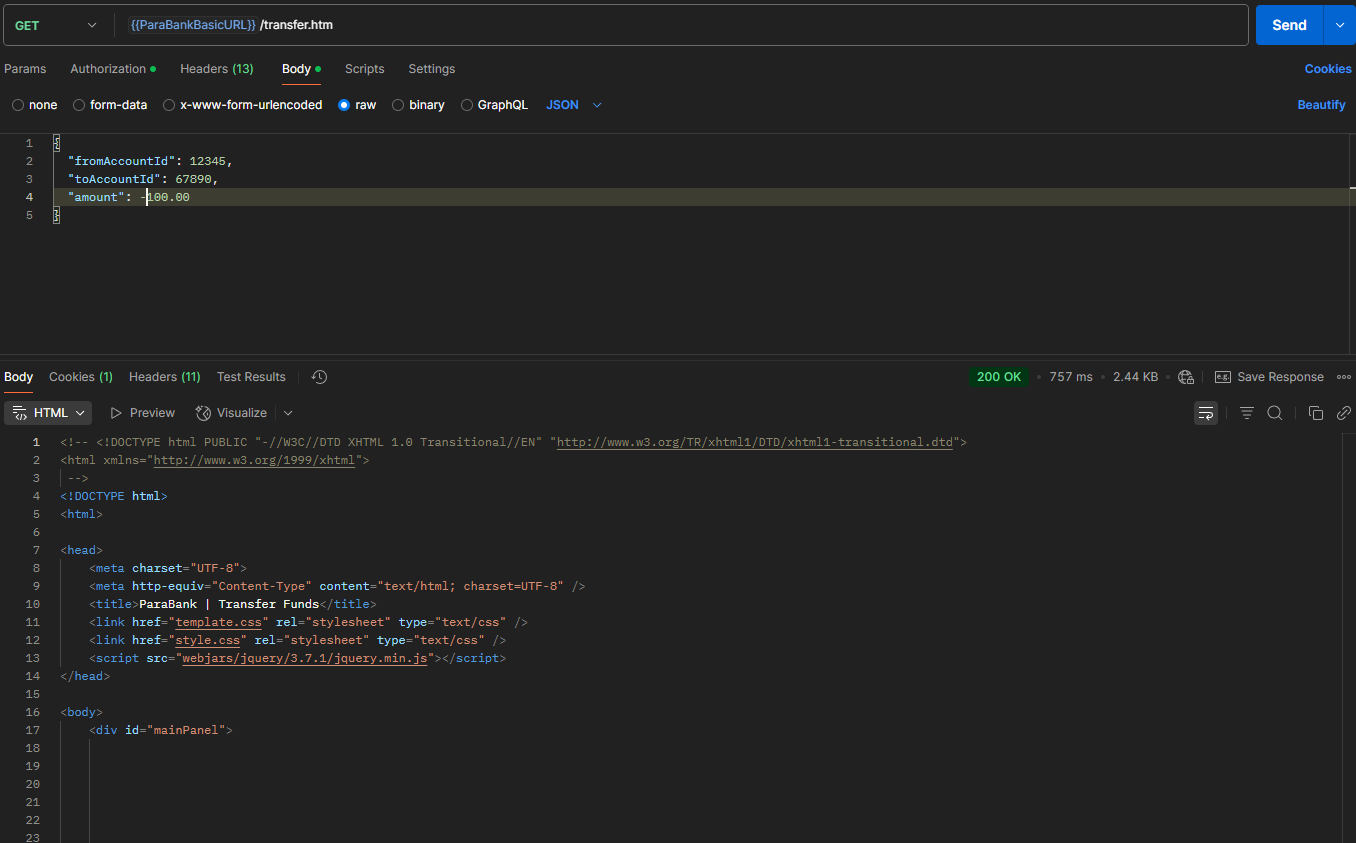 GET {{ParaBankBasicURL}} /transfer.htm Send
Params Authorization Headers (13) Body Scripts Settings Cookies
none form-data x-www-form-urlencoded raw binary GraphQL JSON Beautify
1 {
2 "fromAccountId": 12345,
3 "toAccountId": 67890,
4 "amount": -100.00
5 }
Body Cookies (1) Headers (11) Test Results 200 OK 757 ms 2.44 KB e.g. Save Response
HTML Preview Visualize
1 <!-- <!DOCTYPE html PUBLIC "-//W3C//DTD XHTML 1.0 Transitional//EN" "http://www.w3.org/TR/xhtml1/DTD/xhtml1-transitional.dtd">
2 <html xmlns="http://www.w3.org/1999/xhtml">
3 -->
4 <!DOCTYPE html>
5 <html>
6
7 <head>
8 <meta charset="UTF-8">
9 <meta http-equiv="Content-Type" content="text/html; charset=UTF-8" />
10 <title>ParaBank | Transfer Funds</title>
11 <link href="template.css" rel="stylesheet" type="text/css" />
12 <link href="style.css" rel="stylesheet" type="text/css" />
13 <script src="webjars/jquery/3.7.1/jquery.min.js"></script>
14 </head>
15
16 <body>
17 <div id="mainPanel">
18
19
20
21
22
23